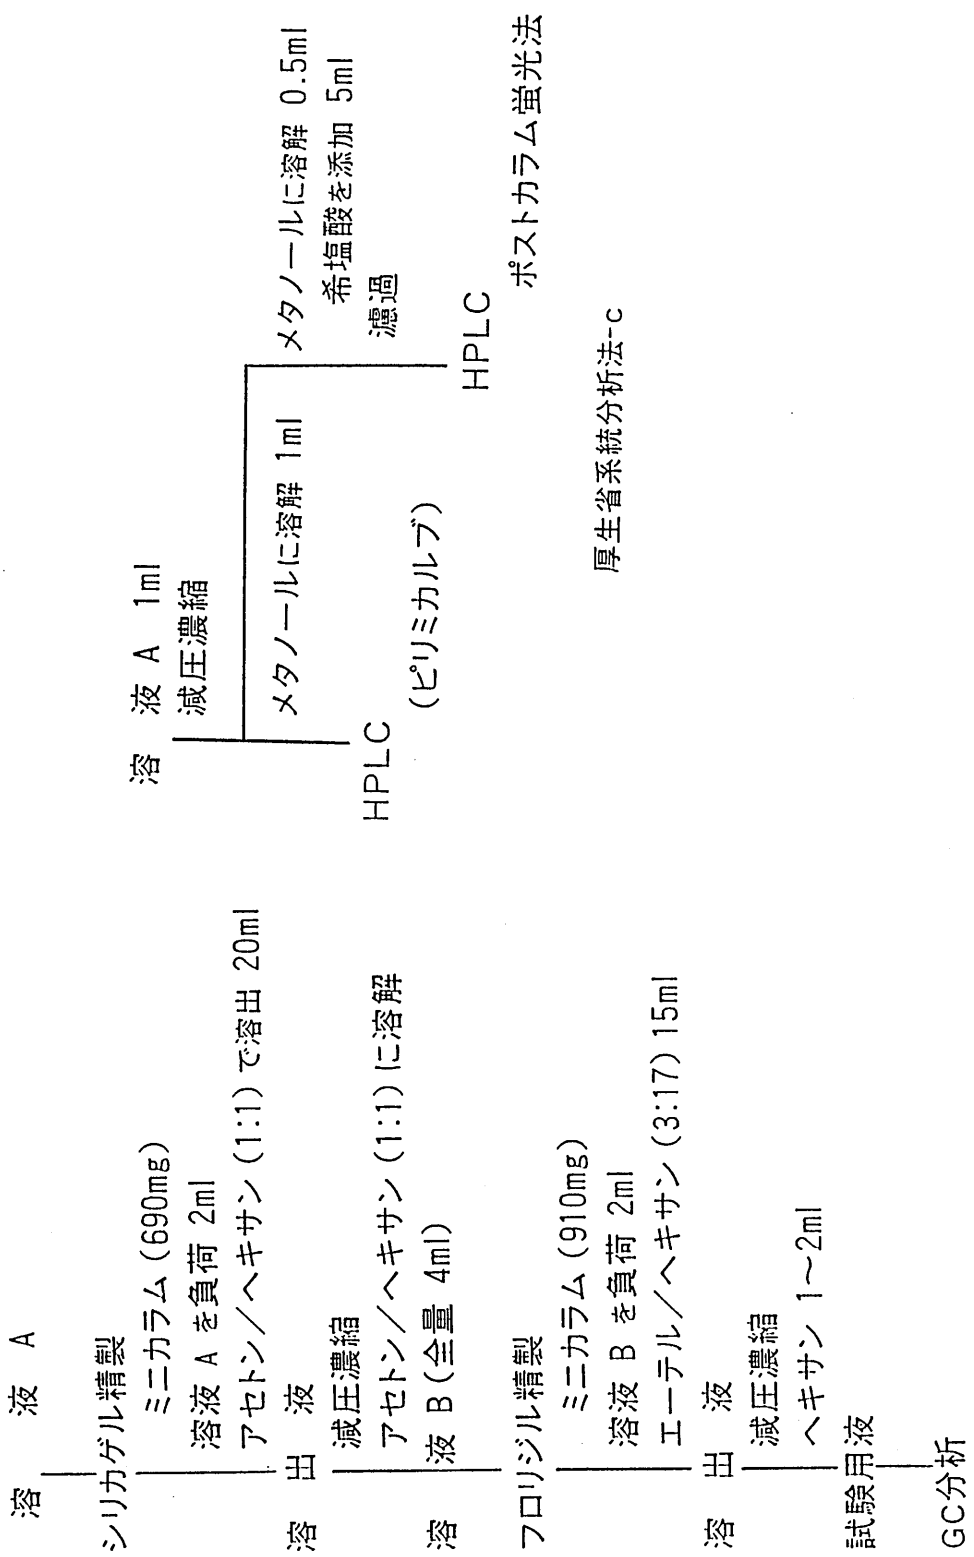 溶 液 A
シリカゲル精製
ミニカラム (690mg)
溶液 A を負荷 2ml
アセトン/ヘキサン (1:1) で溶出 20ml
溶 出 液
減圧濃縮
アセトン/ヘキサン (1:1) に溶解
溶 液 B (全量 4ml)
フロリジル精製
ミニカラム (910mg)
溶液 B を負荷 2ml
エーテル/ヘキサン (3:17) 15ml
溶 出 液
減圧濃縮
ヘキサン 1~2ml
試験用液
GC分析
溶 液 A 1ml
減圧濃縮
メタノールに溶解 1ml
HPLC
(ピリミカルブ)
メタノールに溶解 0.5ml
希塩酸を添加 5ml
濾過
HPLC
ポストカラム蛍光法
厚生省系統分析法-c